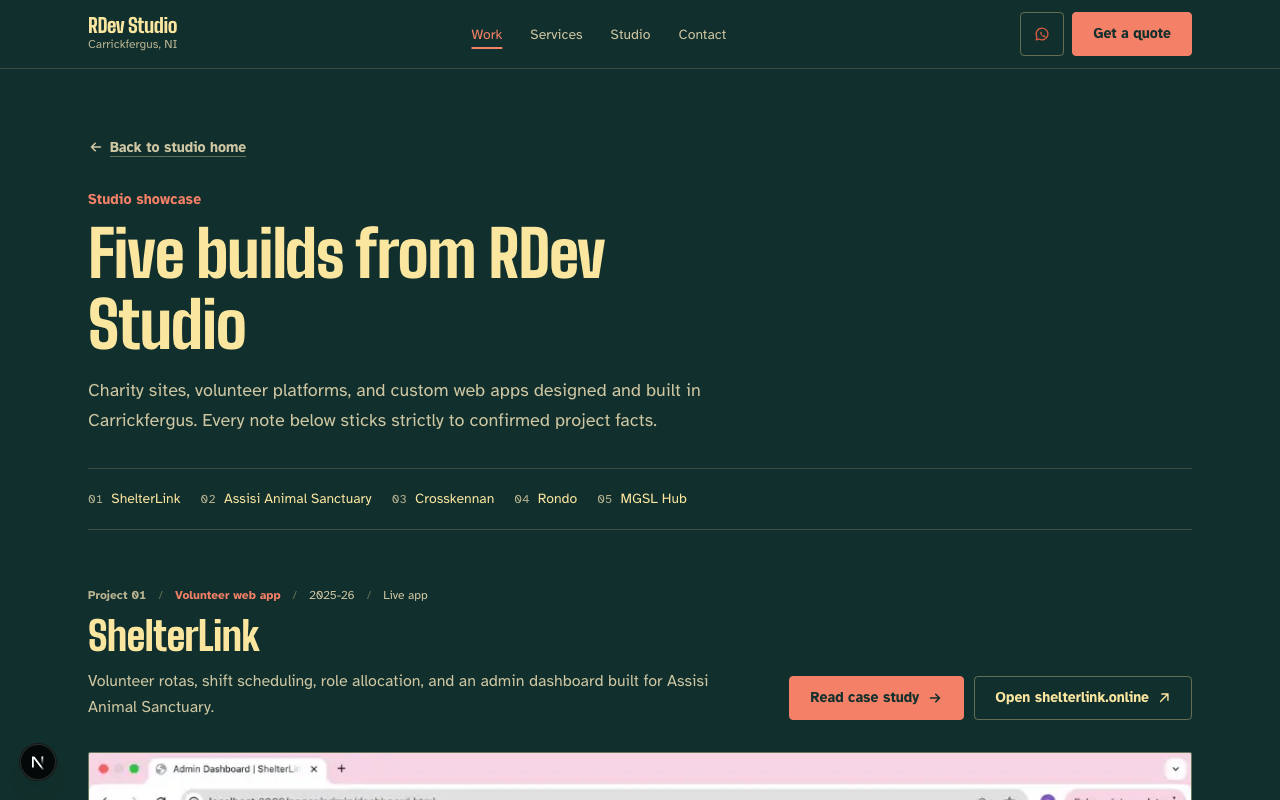 RDev Studio
Carrickfergus, NI
Work
Services
Studio
Contact
Get a quote
← Back to studio home
Studio showcase
Five builds from RDev
Studio
Charity sites, volunteer platforms, and custom web apps designed and built in
Carrickfergus. Every note below sticks strictly to confirmed project facts.
01 ShelterLink 02 Assisi Animal Sanctuary 03 Crosskennan 04 Rondo 05 MGSL Hub
Project 01 / Volunteer web app / 2025-26 / Live app
ShelterLink
Volunteer rotas, shift scheduling, role allocation, and an admin dashboard built for Assisi
Animal Sanctuary.
Read case study →
Open shelterlink.online ↗
N
Admin Dashboard | ShelterLin